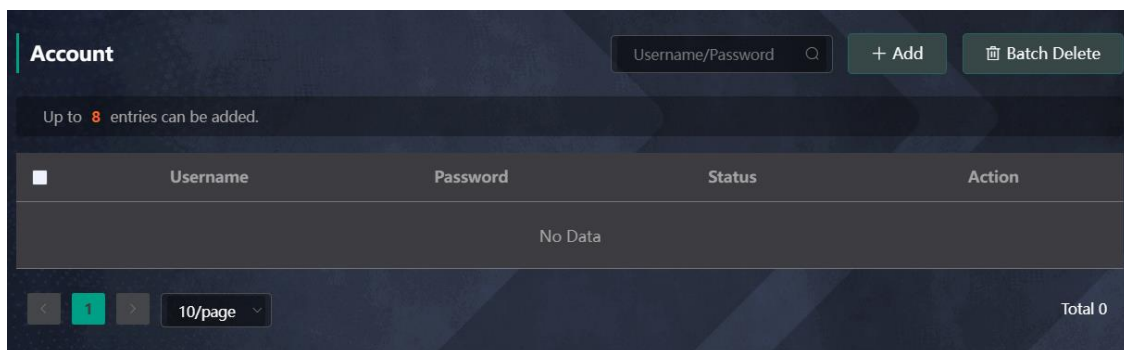 Account
Username/Password
+ Add
Batch Delete
Up to 8 entries can be added.
Username Password Status Action
No Data
< 1 > 10/page
Total 0